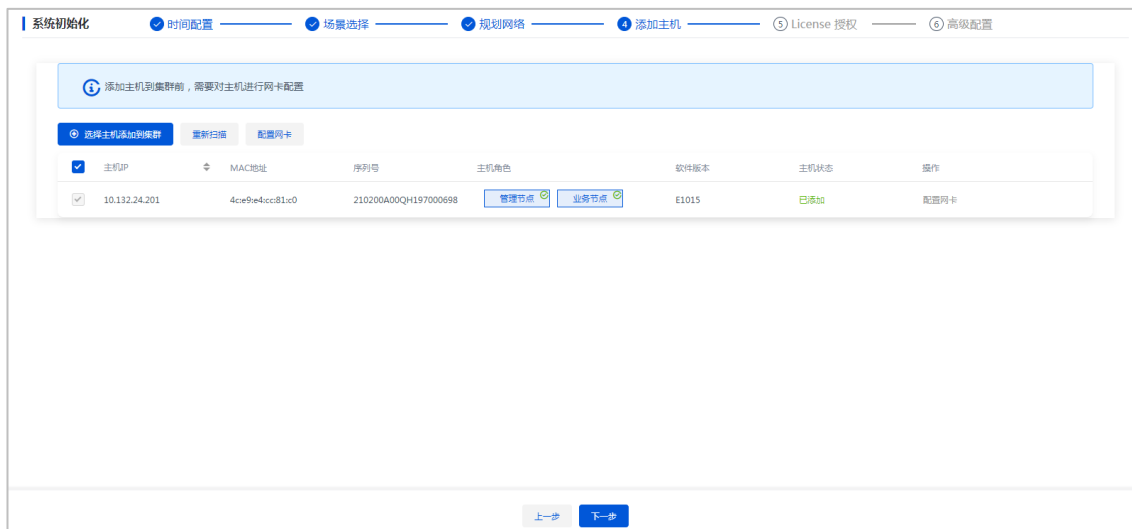 系统初始化 时间配置 场景选择 规划网络 4 添加主机 5 License 授权 6 高级配置
添加主机到集群前，需要对主机进行网卡配置
选择主机添加到集群 重新扫描 配置网卡
主机IP MAC地址 序列号 主机角色 软件版本 主机状态 操作
10.132.24.201 4c:e9:e4:cc:81:c0 210200A00QH197000698 管理节点 业务节点 E1015 已添加 配置网卡
上一步 下一步